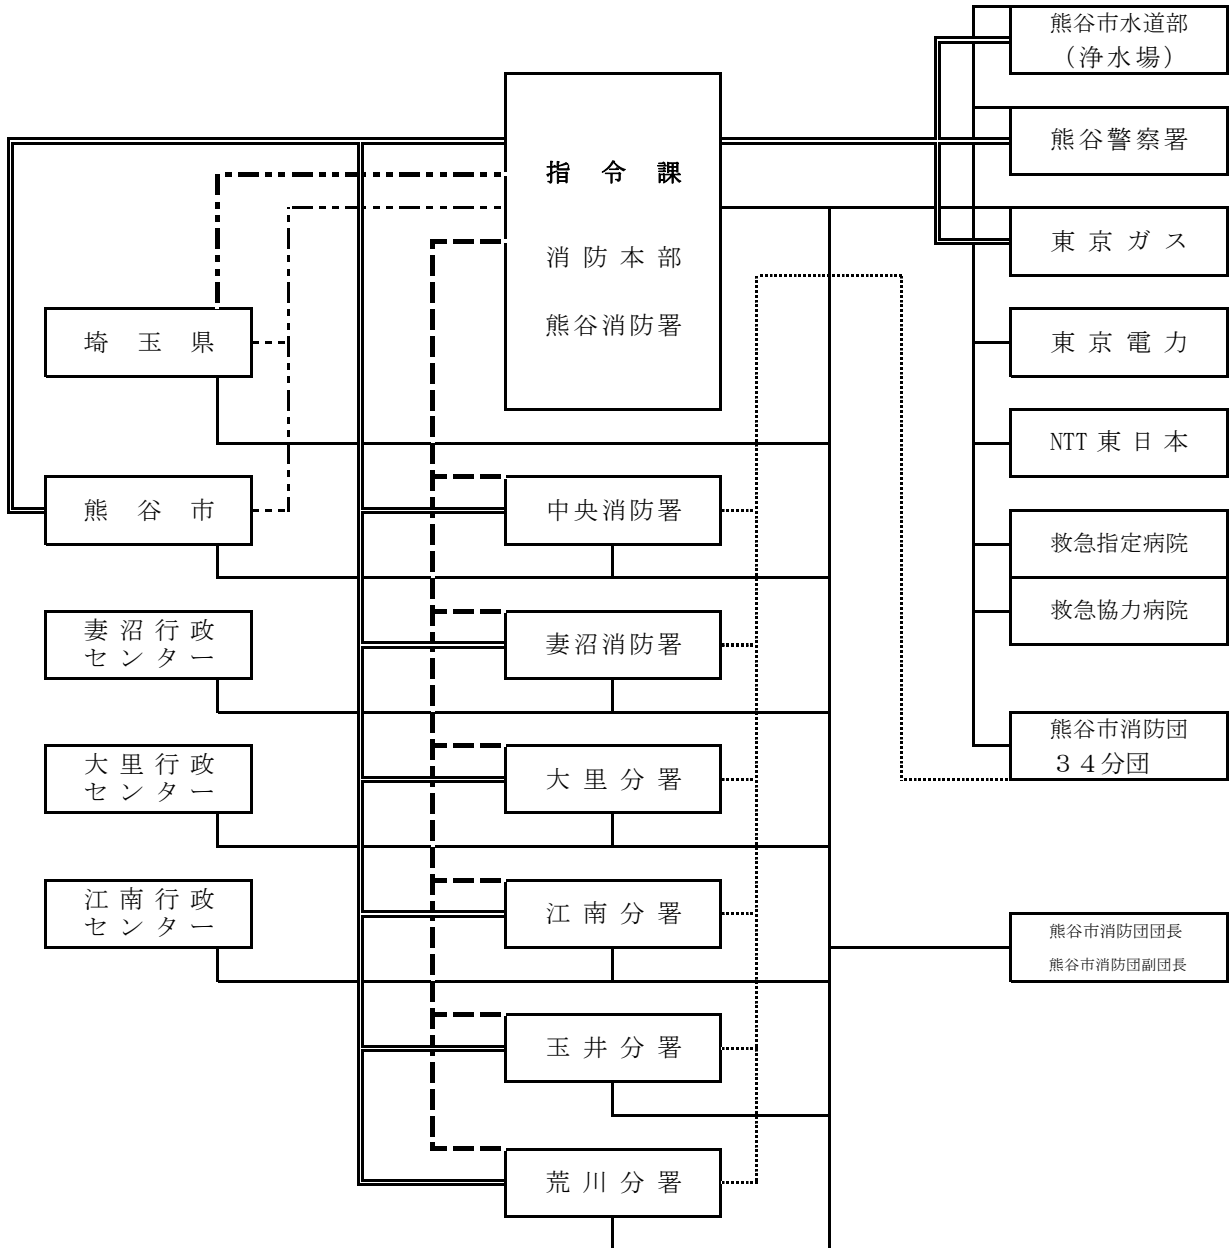 熊谷市水道部
（浄水場）
熊谷警察署
指令課
消防本部
熊谷消防署
東京ガス
埼玉県
東京電力
NTT東日本
熊谷市
中央消防署
救急指定病院
救急協力病院
妻沼行政
センター
妻沼消防署
大里行政
センター
大里分署
熊谷市消防団
３４分団
江南行政
センター
江南分署
熊谷市消防団団長
熊谷市消防団副団長
玉井分署
荒川分署